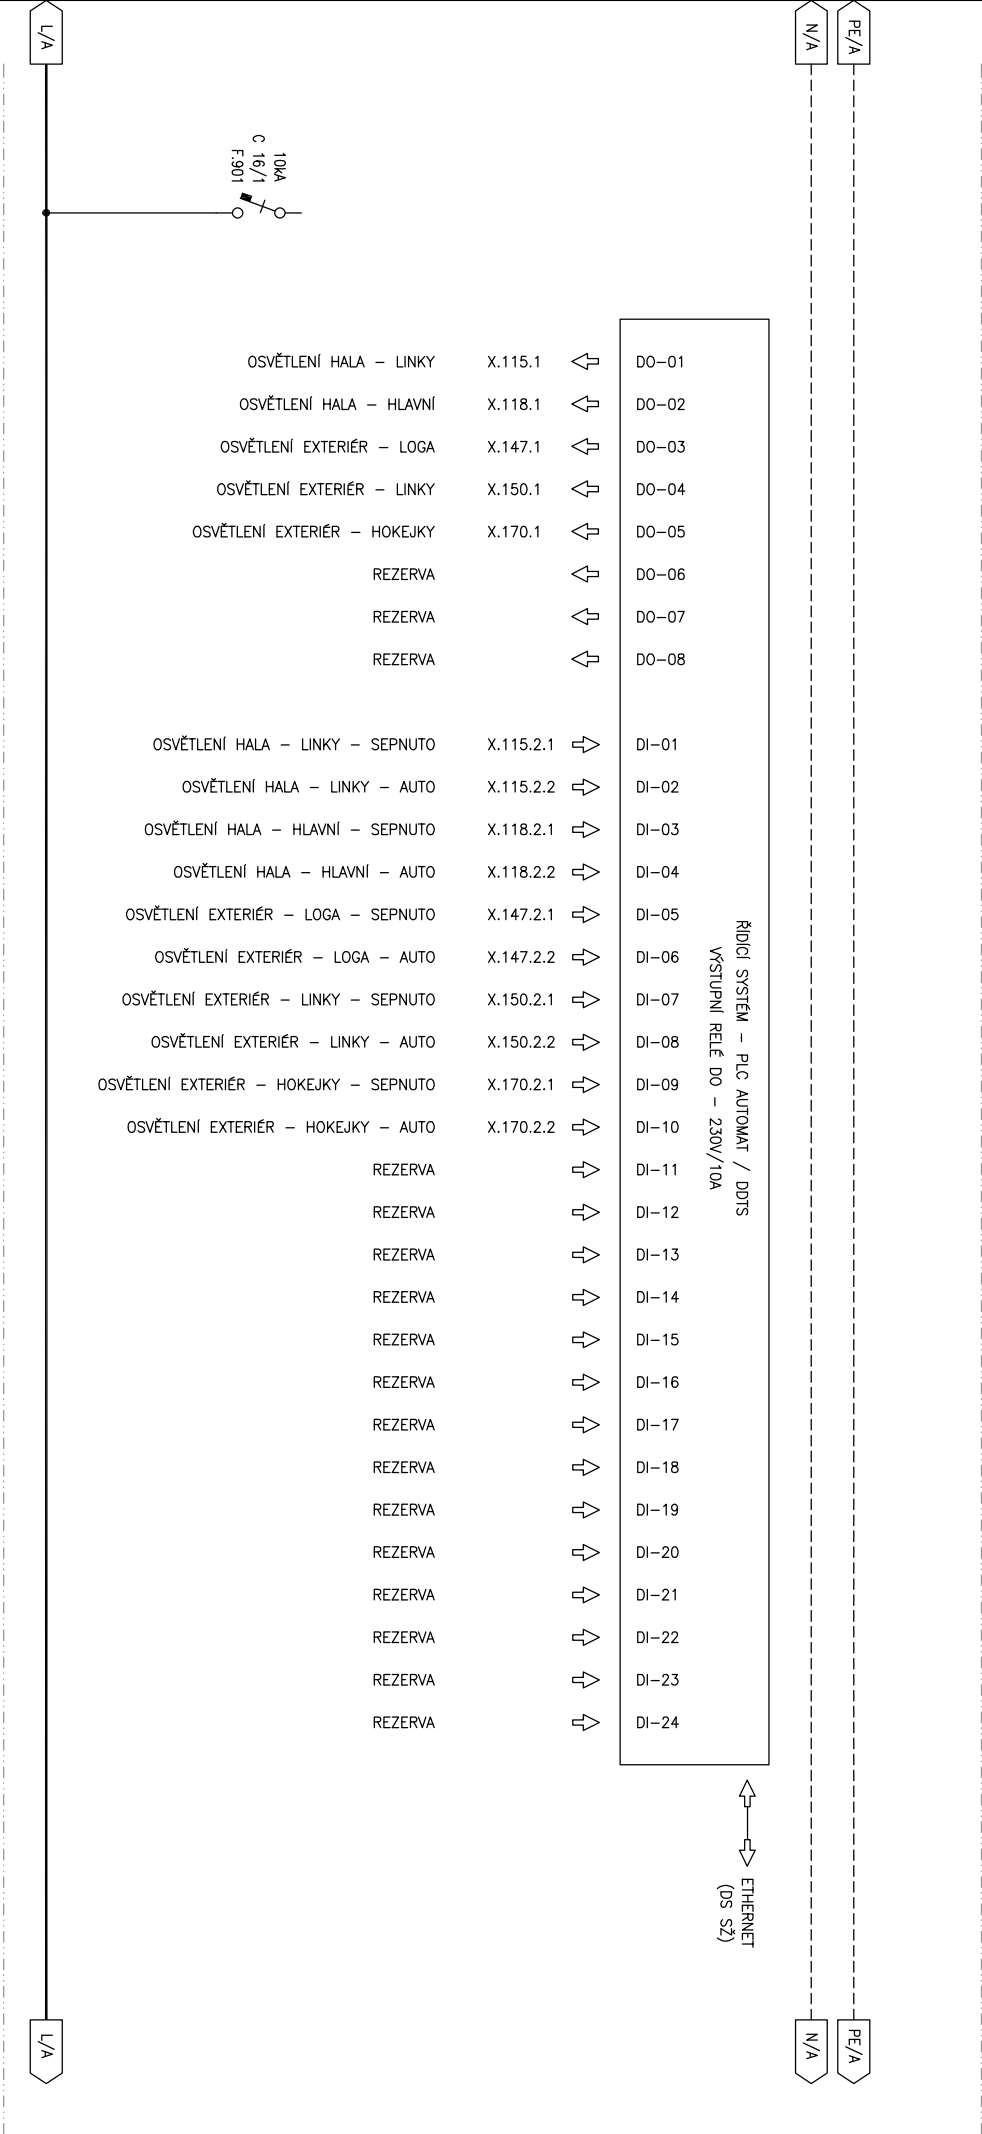 L/A
N/A
PE/A
10kA
C 16/1
F.901
OSVĚTLENÍ HALA – LINKY X.115.1 DO–01
OSVĚTLENÍ HALA – HLAVNÍ X.118.1 DO–02
OSVĚTLENÍ EXTERIÉR – LOGA X.147.1 DO–03
OSVĚTLENÍ EXTERIÉR – LINKY X.150.1 DO–04
OSVĚTLENÍ EXTERIÉR – HOKEJKY X.170.1 DO–05
REZERVA DO–06
REZERVA DO–07
REZERVA DO–08
OSVĚTLENÍ HALA – LINKY – SEPNUTO X.115.2.1 DI–01
OSVĚTLENÍ HALA – LINKY – AUTO X.115.2.2 DI–02
OSVĚTLENÍ HALA – HLAVNÍ – SEPNUTO X.118.2.1 DI–03
OSVĚTLENÍ HALA – HLAVNÍ – AUTO X.118.2.2 DI–04
OSVĚTLENÍ EXTERIÉR – LOGA – SEPNUTO X.147.2.1 DI–05
OSVĚTLENÍ EXTERIÉR – LOGA – AUTO X.147.2.2 DI–06
OSVĚTLENÍ EXTERIÉR – LINKY – SEPNUTO X.150.2.1 DI–07
OSVĚTLENÍ EXTERIÉR – LINKY – AUTO X.150.2.2 DI–08
OSVĚTLENÍ EXTERIÉR – HOKEJKY – SEPNUTO X.170.2.1 DI–09
OSVĚTLENÍ EXTERIÉR – HOKEJKY – AUTO X.170.2.2 DI–10
REZERVA DI–11
REZERVA DI–12
REZERVA DI–13
REZERVA DI–14
REZERVA DI–15
REZERVA DI–16
REZERVA DI–17
REZERVA DI–18
REZERVA DI–19
REZERVA DI–20
REZERVA DI–21
REZERVA DI–22
REZERVA DI–23
REZERVA DI–24
ŘÍDÍCÍ SYSTÉM – PLC AUTOMAT / DDTS
VÝSTUPNÍ RELÉ DO – 230V/10A
ETHERNET
(DS SŽ)
L/A
N/A
PE/A